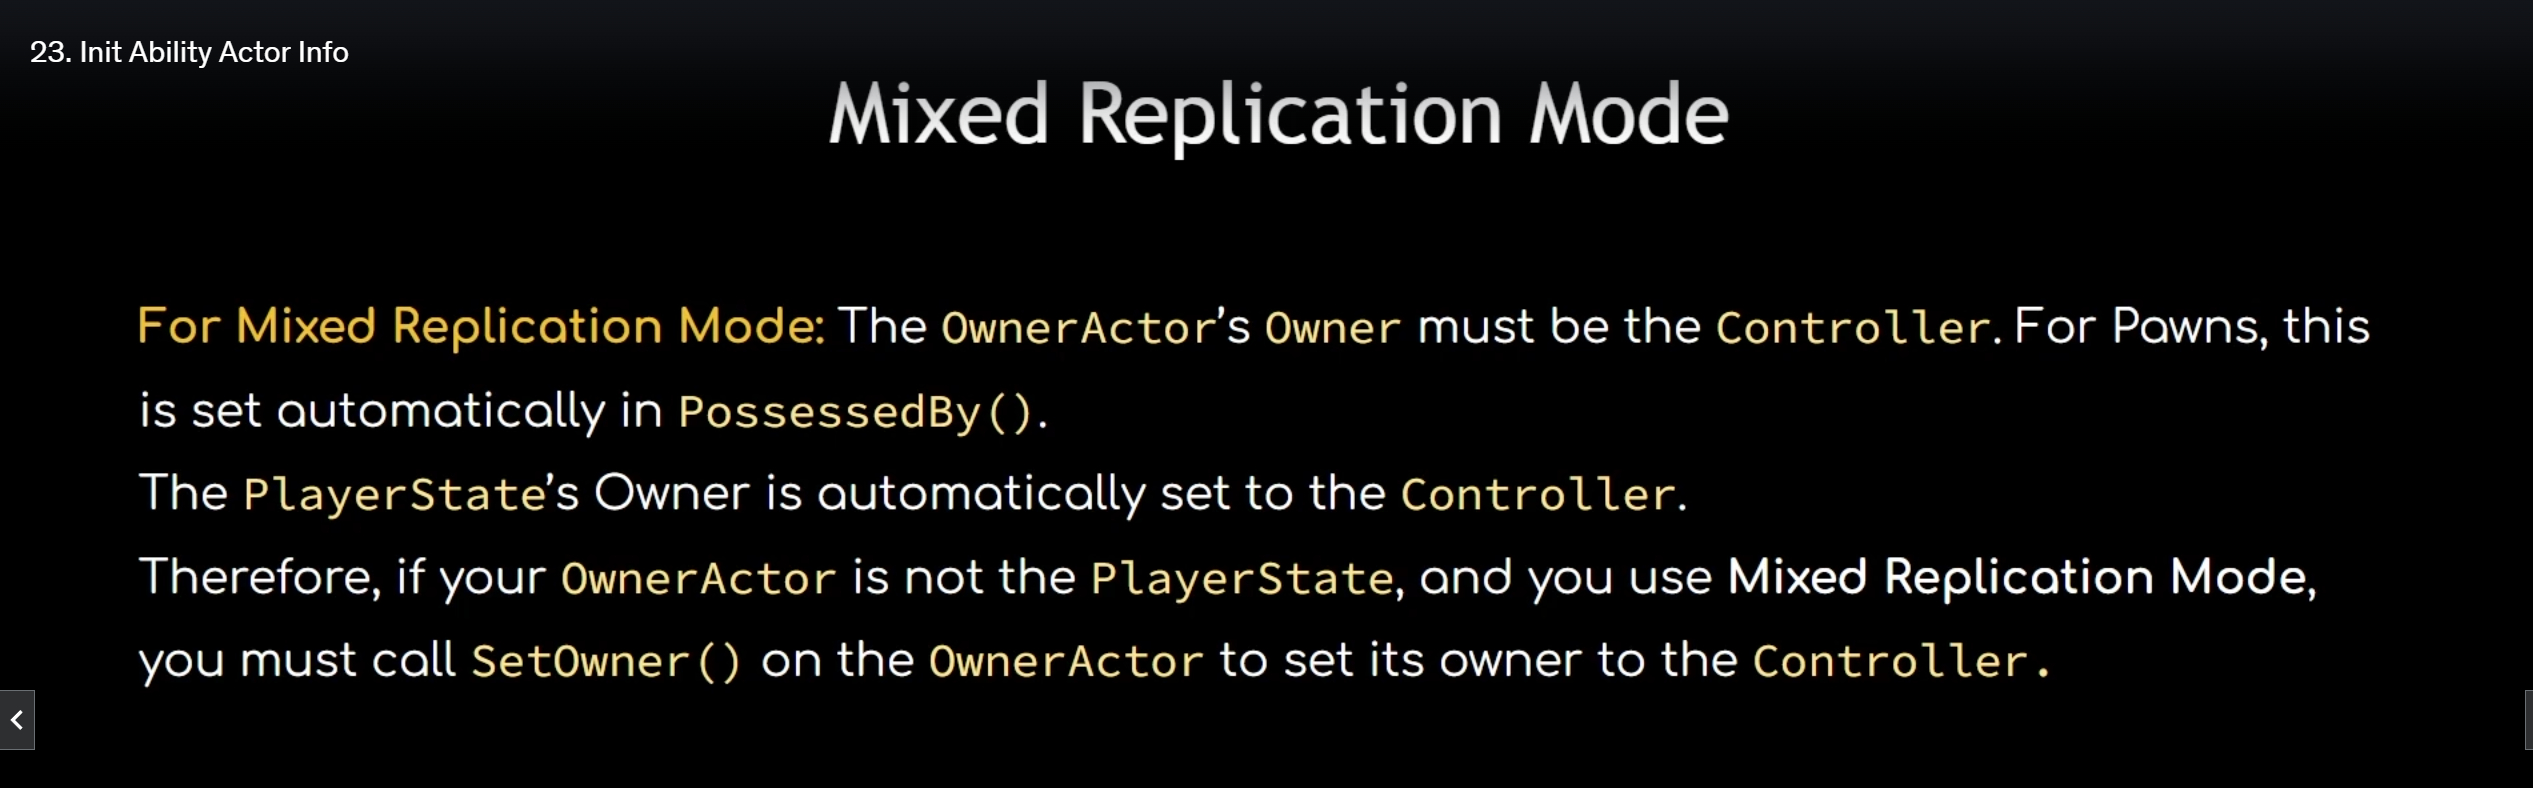 23. Init Ability Actor Info
Mixed Replication Mode
For Mixed Replication Mode: The OwnerActor’s Owner must be the Controller. For Pawns, this
is set automatically in PossessedBy().
The PlayerState’s Owner is automatically set to the Controller.
Therefore, if your OwnerActor is not the PlayerState, and you use Mixed Replication Mode,
you must call SetOwner() on the OwnerActor to set its owner to the Controller.